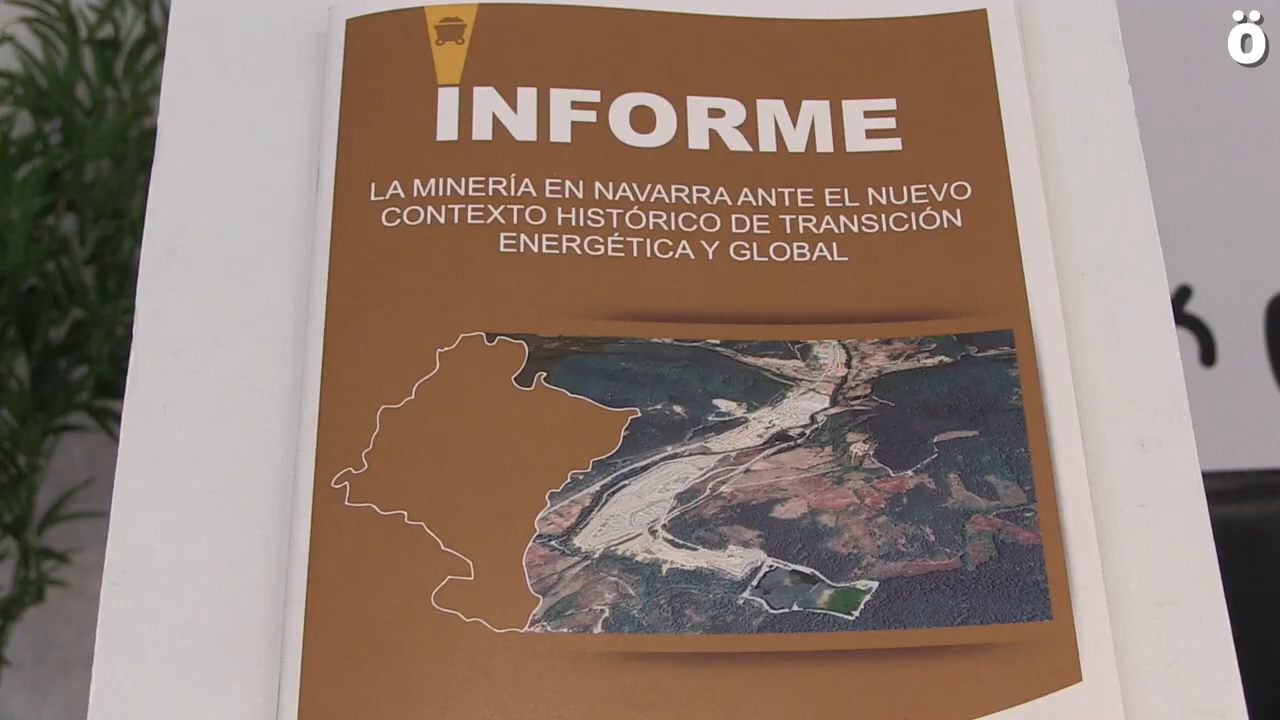 ö
INFORME
LA MINERÍA EN NAVARRA ANTE EL NUEVO
CONTEXTO HISTÓRICO DE TRANSICIÓN
ENERGÉTICA Y GLOBAL